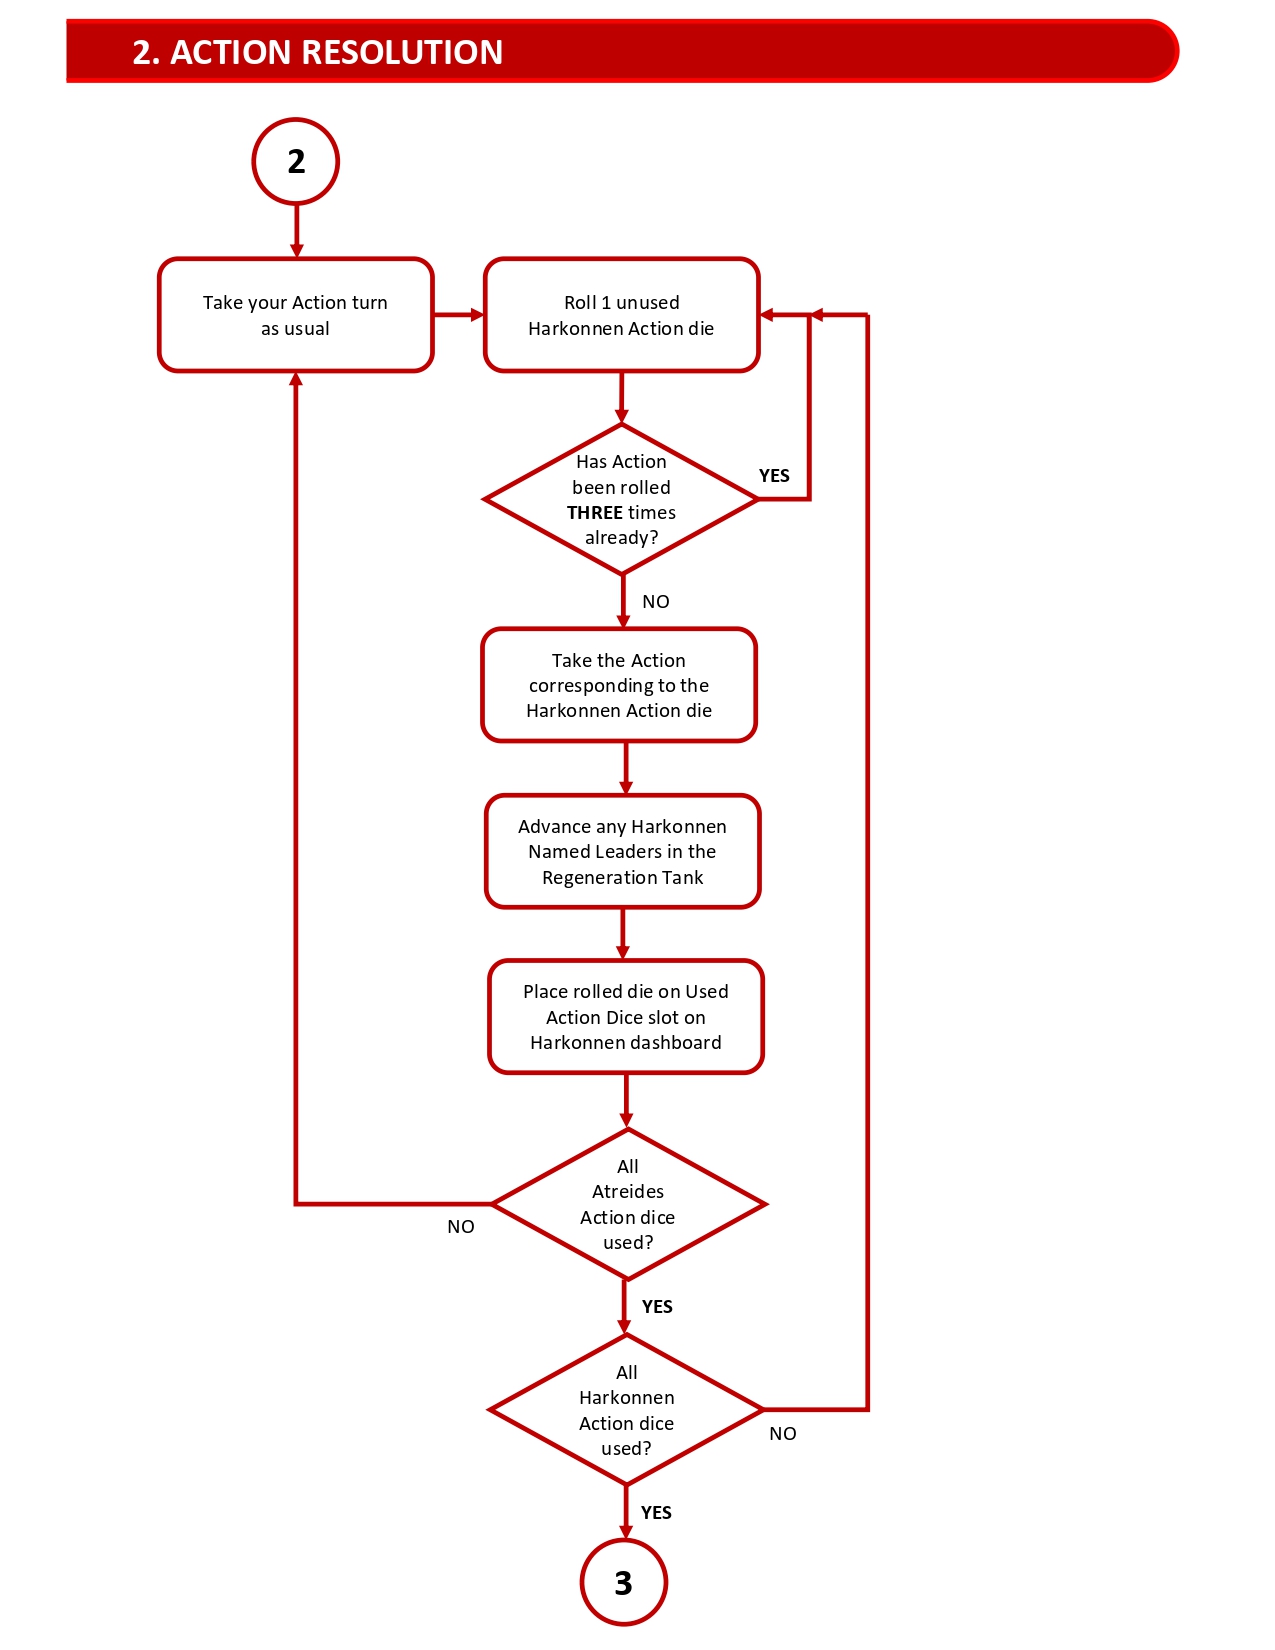 2. ACTION RESOLUTION
2
Take your Action turn
as usual
Roll 1 unused
Harkonnen Action die
Has Action
been rolled
THREE times
already?
YES
NO
Take the Action
corresponding to the
Harkonnen Action die
Advance any Harkonnen
Named Leaders in the
Regeneration Tank
Place rolled die on Used
Action Dice slot on
Harkonnen dashboard
All
Atreides
Action dice
used?
NO
YES
All
Harkonnen
Action dice
used?
NO
YES
3